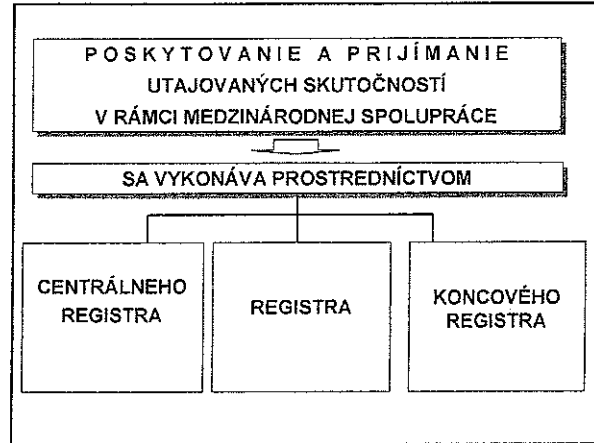 POSKYTOVANIE A PRIJÍMANIE
UTAJOVANÝCH SKUTOČNOSTÍ
V RÁMCI MEDZINÁRODNEJ SPOLUPRÁCE
SA VYKONÁVA PROSTREDNÍCTVOM
CENTRÁLNEHO
REGISTRA
REGISTRA
KONCOVÉHO
REGISTRA